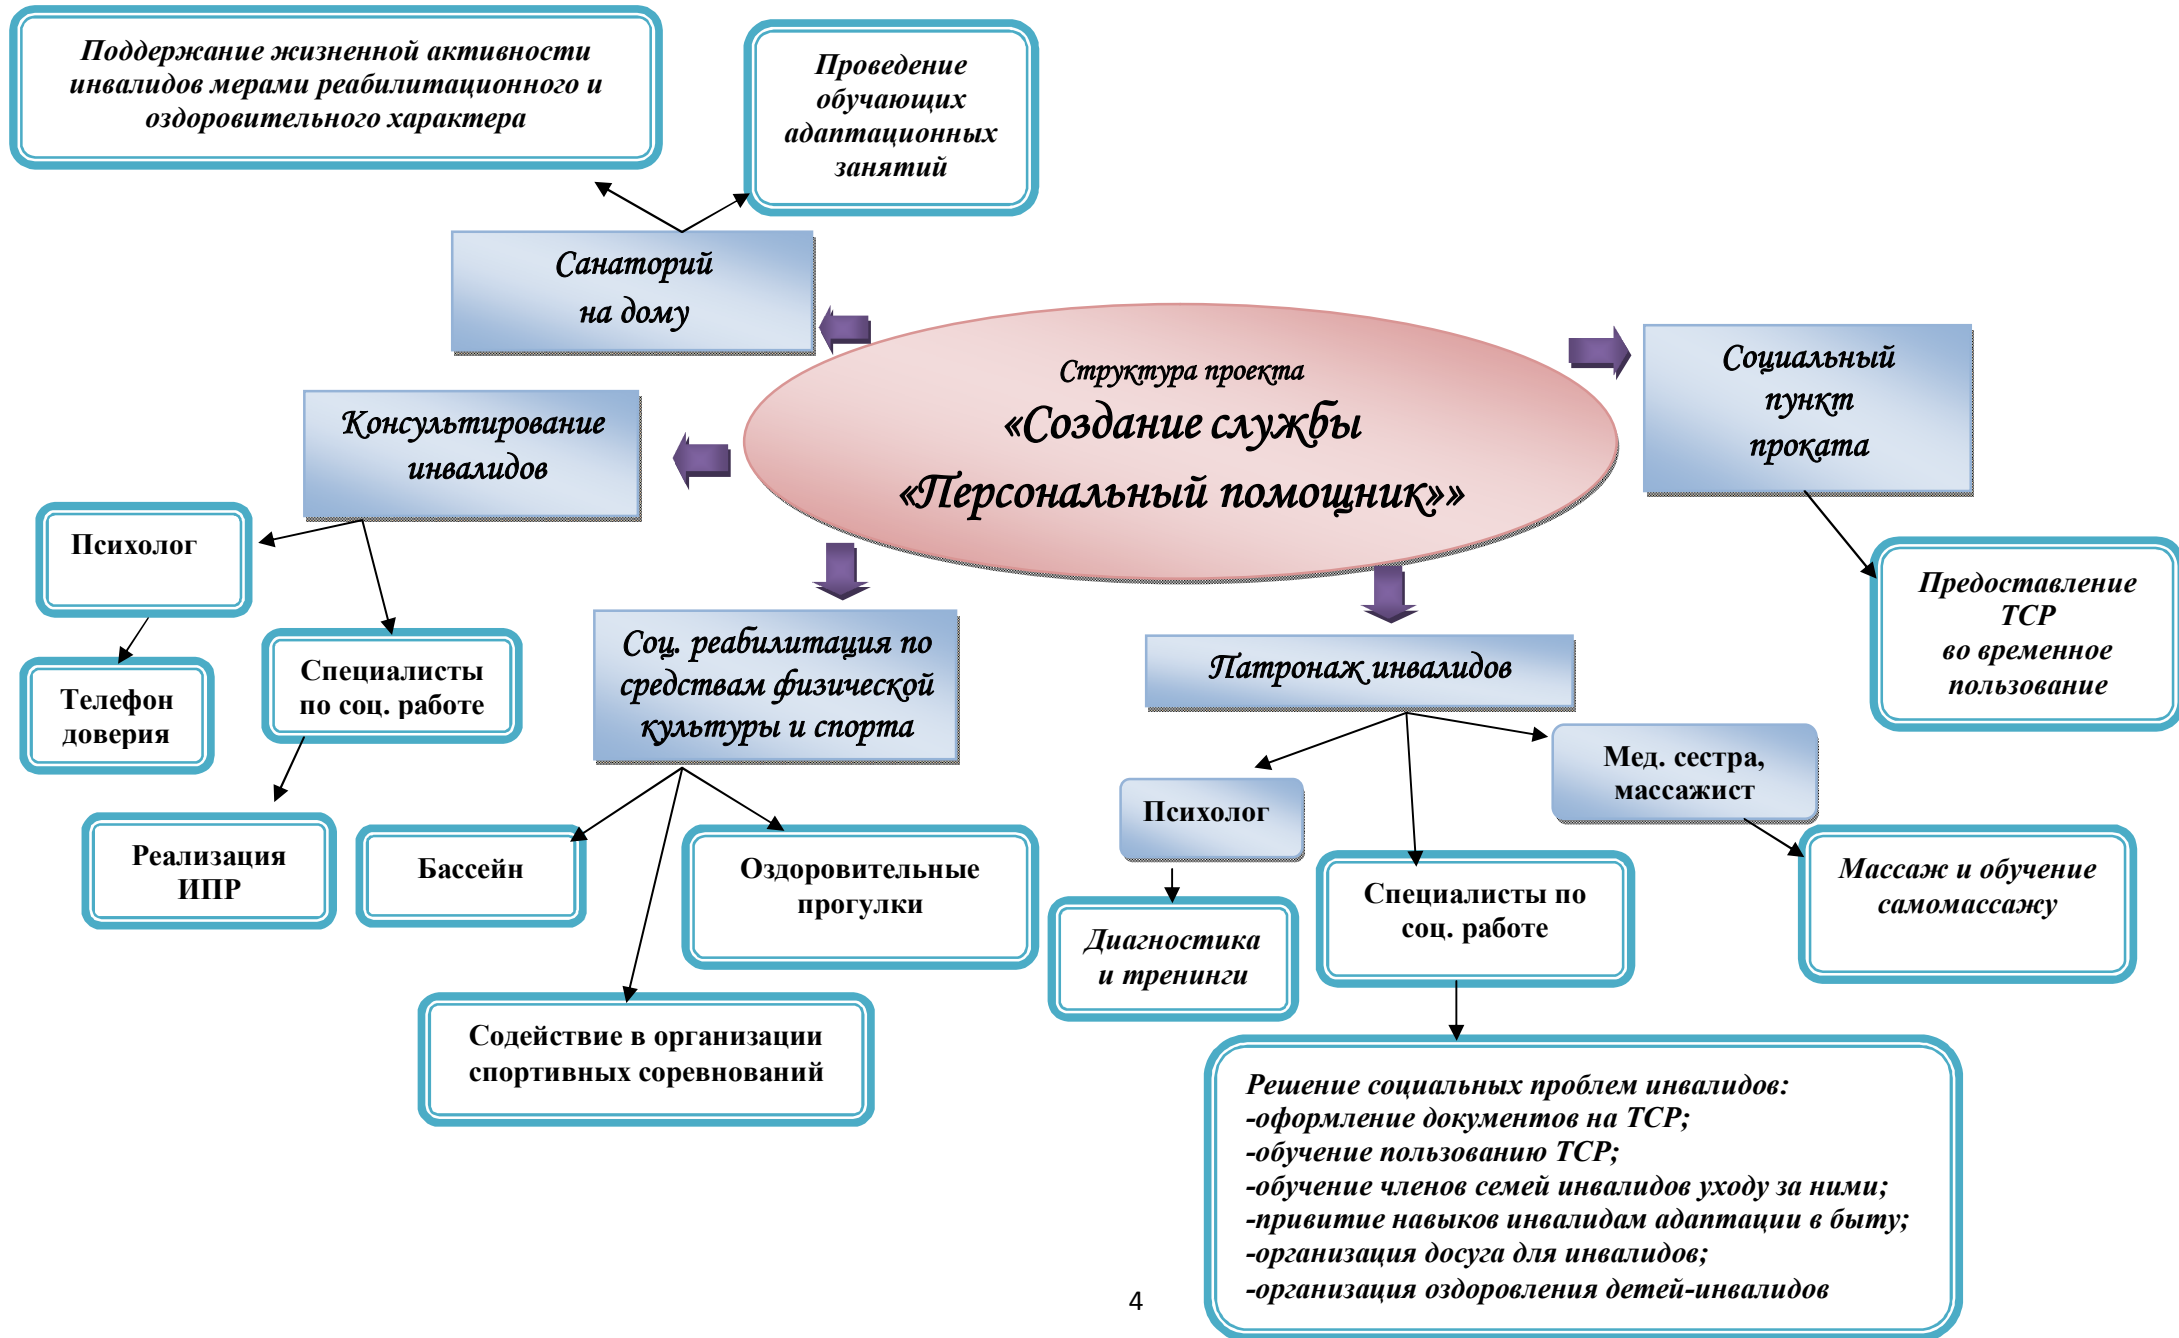 Поддержание жизненной активности
инвалидов мерами реабилитационного и
оздоровительного характера
Проведение
обучающих
адаптационных
занятий
Санаторий
на дому
Структура проекта
«Создание службы
«Персональный помощник»»
Социальный
пункт
проката
Консультирование
инвалидов
Психолог
Телефон
доверия
Специалисты
по соц. работе
Реализация
ИПР
Соц. реабилитация по
средствам физической
культуры и спорта
Бассейн
Оздоровительные
прогулки
Содействие в организации
спортивных соревнований
Патронаж инвалидов
Психолог
Диагностика
и тренинги
Специалисты по
соц. работе
Мед. сестра,
массажист
Массаж и обучение
самомассажу
Предоставление
ТСР
во временное
пользование
Решение социальных проблем инвалидов:
-оформление документов на ТСР;
-обучение пользованию ТСР;
-обучение членов семей инвалидов уходу за ними;
-привитие навыков инвалидам адаптации в быту;
-организация досуга для инвалидов;
-организация оздоровления детей-инвалидов
4